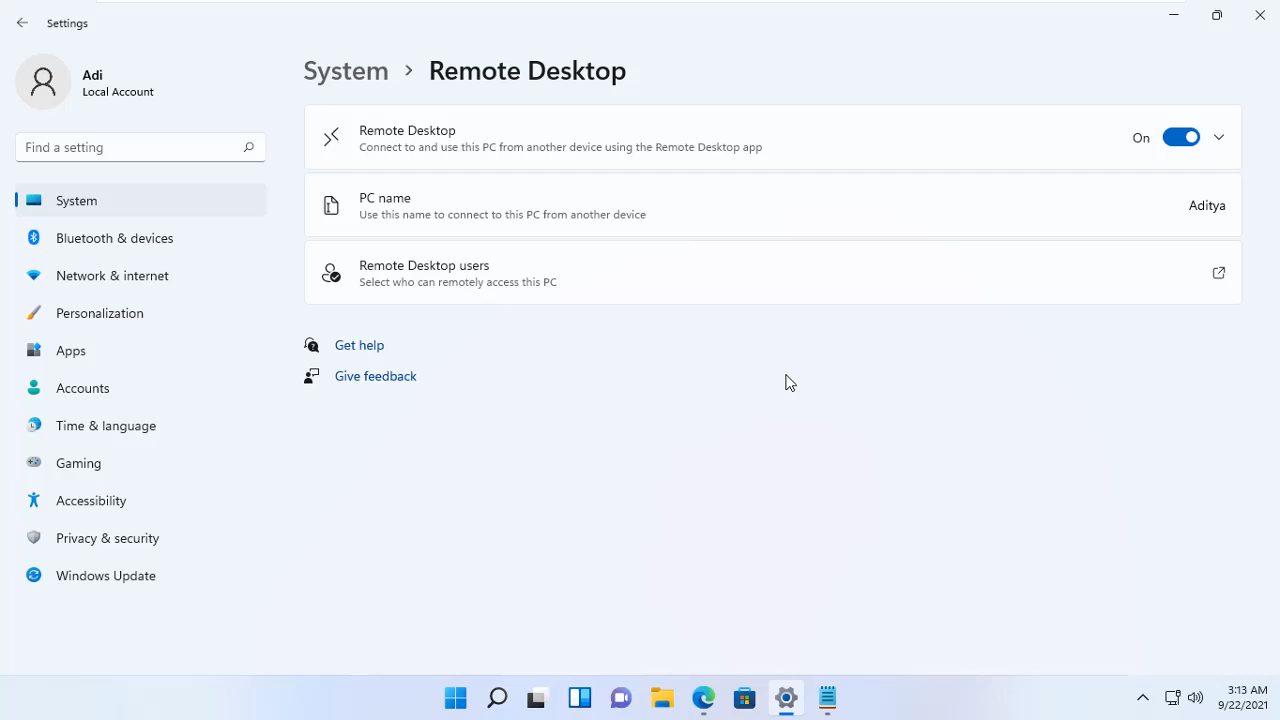 Settings
Adi
Local Account
Find a setting
System
Bluetooth & devices
Network & internet
Personalization
Apps
Accounts
Time & language
Gaming
Accessibility
Privacy & security
Windows Update
System > Remote Desktop
Remote Desktop
Connect to and use this PC from another device using the Remote Desktop app
On
PC name
Use this name to connect to this PC from another device
Aditya
Remote Desktop users
Select who can remotely access this PC
Get help
Give feedback
3:13 AM
9/22/2021